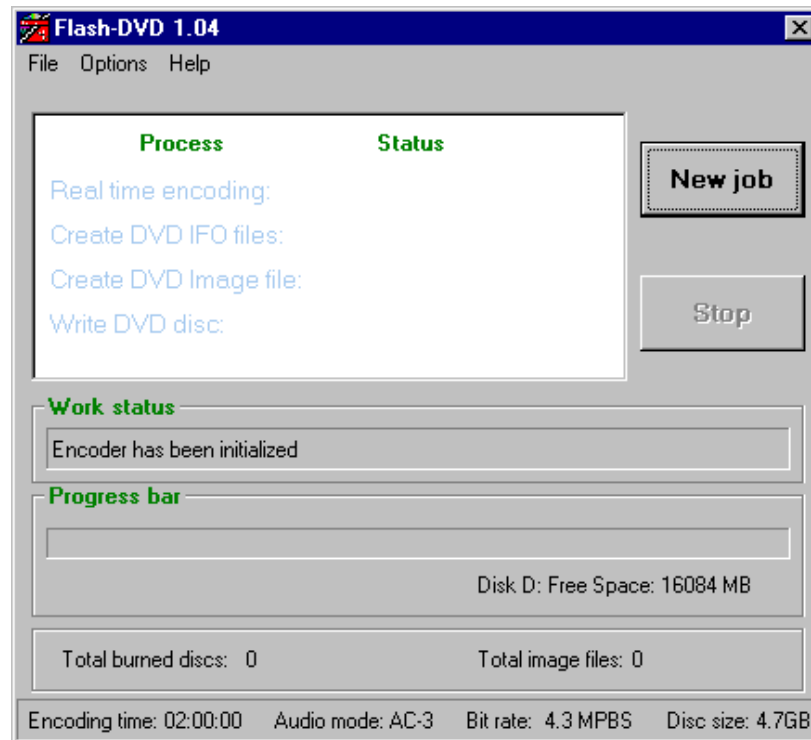 Flash-DVD 1.04
File Options Help
Process Status
Real time encoding:
Create DVD IFO files:
Create DVD Image file:
Write DVD disc:
New job
Stop
Work status
Encoder has been initialized
Progress bar
Disk D: Free Space: 16084 MB
Total burned discs: 0 Total image files: 0
Encoding time: 02:00:00 Audio mode: AC-3 Bit rate: 4.3 MPBS Disc size: 4.7GB